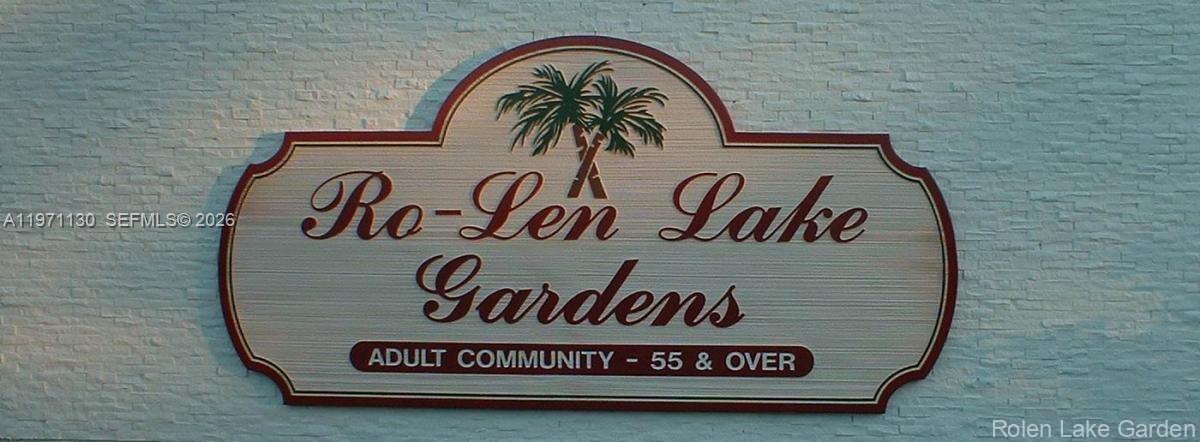 Ro-Len Lake
Gardens
ADULT COMMUNITY - 55 & OVER
A11971130 SEFMLS© 2026
Rolen Lake Garden